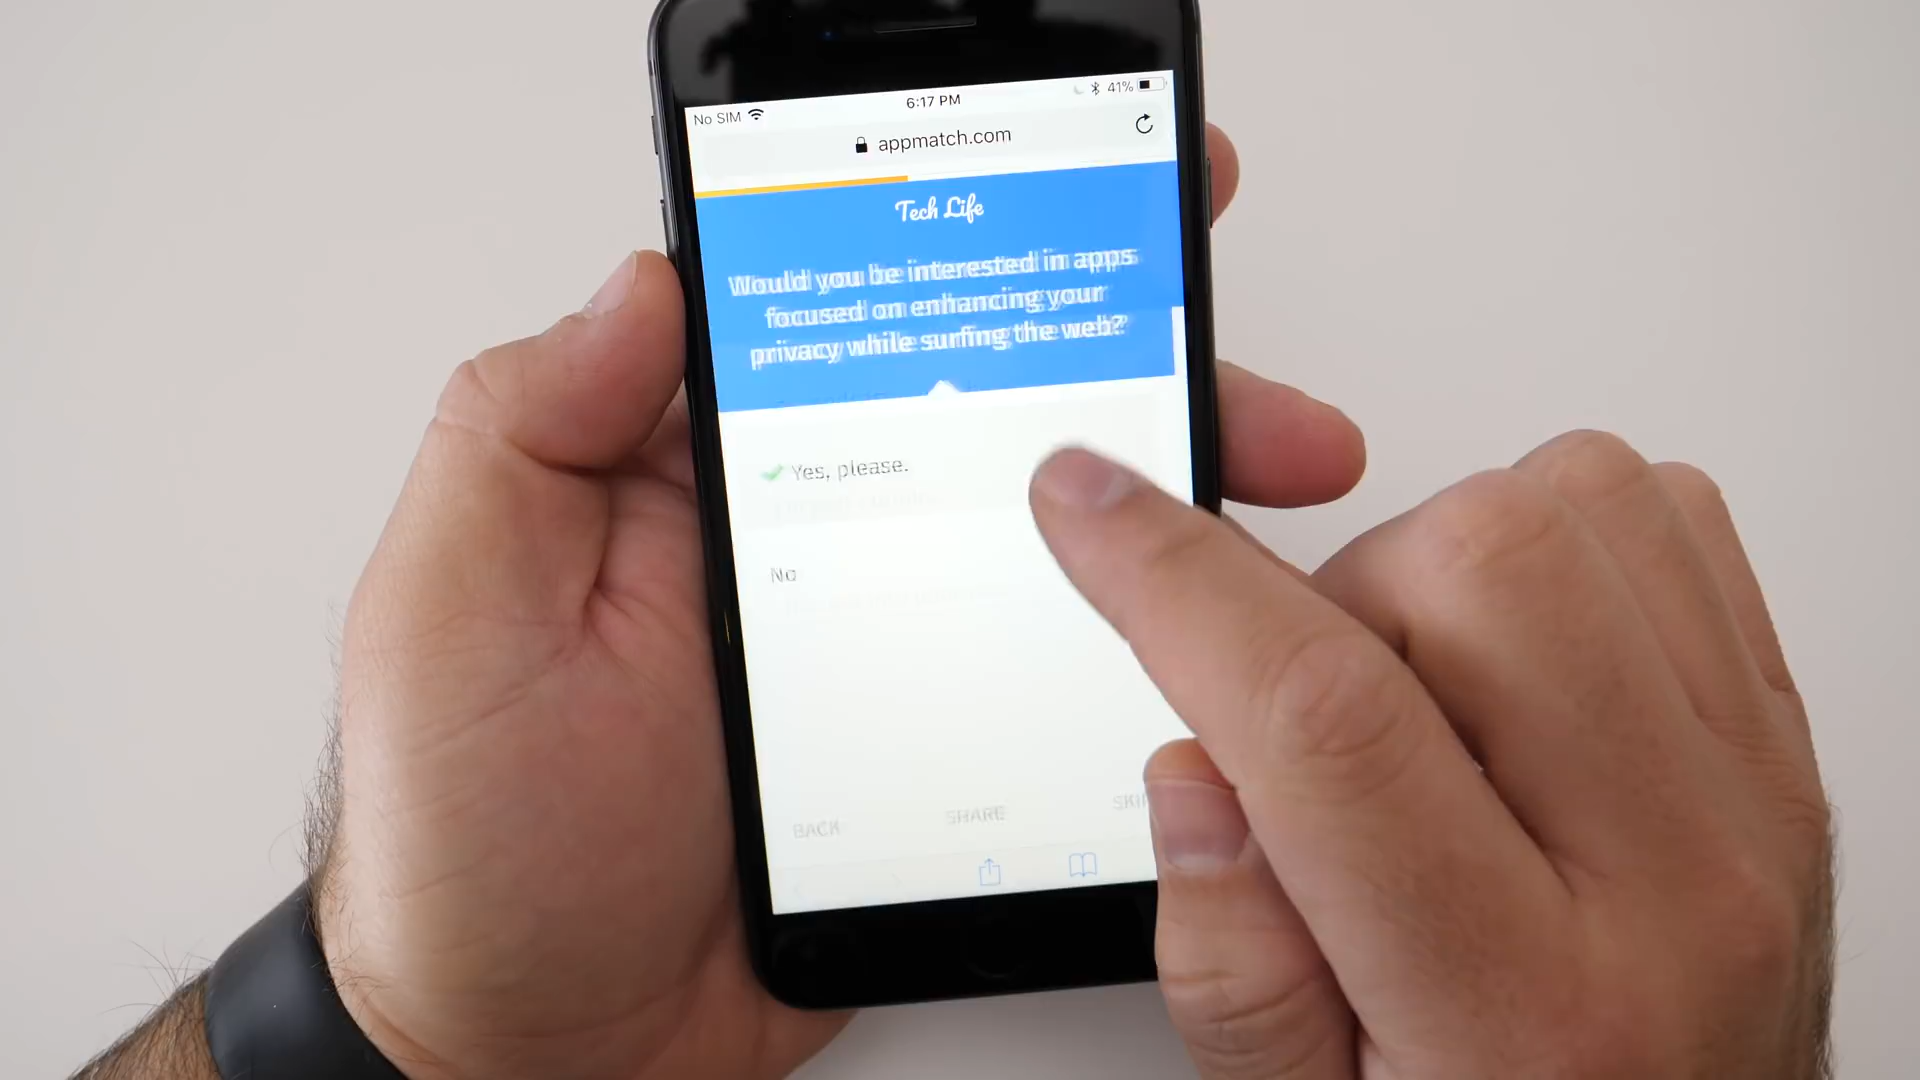 No SIM 6:17 PM 41%
appmatch.com
Tech Life
Would you be interested in apps
focused on enhancing your
privacy while surfing the web?
Yes, please.
No
BACK SHARE